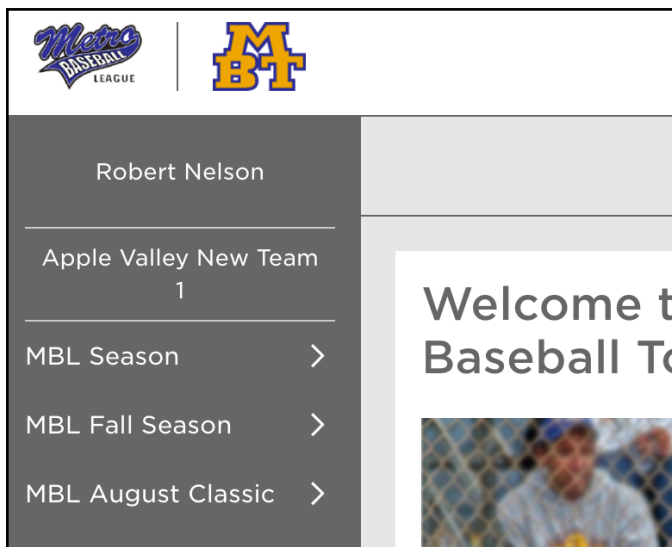 Metro
BASEBALL
LEAGUE
MBT
Robert Nelson
Apple Valley New Team
1
MBL Season
MBL Fall Season
MBL August Classic
Welcome
Baseball